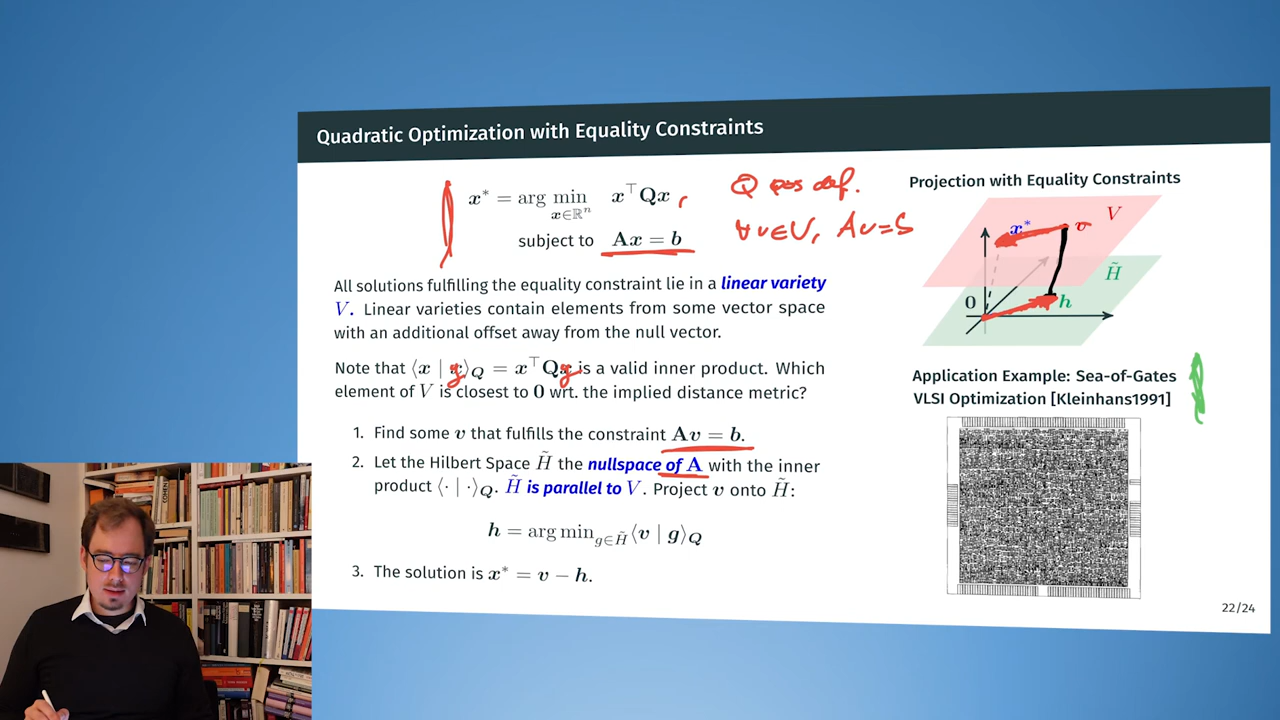 Quadratic Optimization with Equality Constraints
x* = arg min x⊤Qx,
x∈ℝⁿ
subject to Ax = b
Q pos def.
∀v∈V, Av=b
All solutions fulfilling the equality constraint lie in a linear variety
V. Linear varieties contain elements from some vector space
with an additional offset away from the null vector.
Note that ⟨x | g⟩Q = x⊤Qg is a valid inner product. Which
element of V is closest to 0 wrt. the implied distance metric?
1. Find some v that fulfills the constraint Av = b.
2. Let the Hilbert Space H̃ the nullspace of A with the inner
product ⟨· | ·⟩Q. H̃ is parallel to V. Project v onto H̃:
h = arg min g∈H̃ ⟨v | g⟩Q
3. The solution is x* = v − h.
Projection with Equality Constraints
V
x*
v
H̃
0
h
Application Example: Sea-of-Gates
VLSI Optimization [Kleinhans1991]
22/24